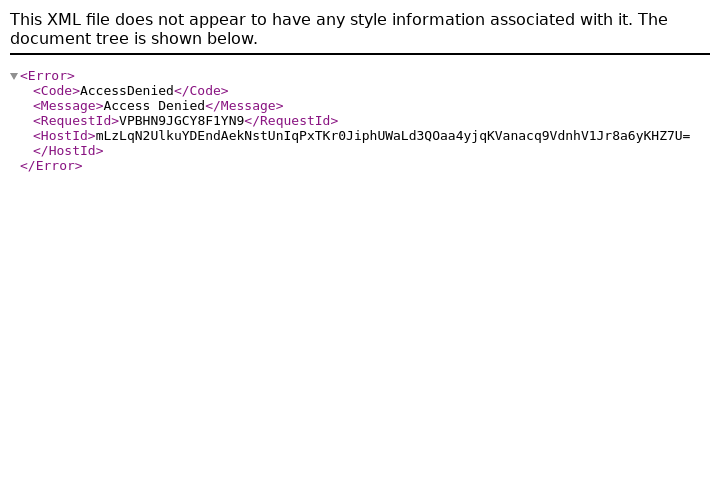 This XML file does not appear to have any style information associated with it. The
document tree is shown below.
<Error>
<Code>AccessDenied</Code>
<Message>Access Denied</Message>
<RequestId>VPBHN9JGCY8F1YN9</RequestId>
<HostId>mLzLqN2UlkuYDEndAekNstUnIqPxTKr0JiphUWaLd3QOaa4yjqKVanacq9VdnhV1Jr8a6yKHZ7U=
</HostId>
</Error>